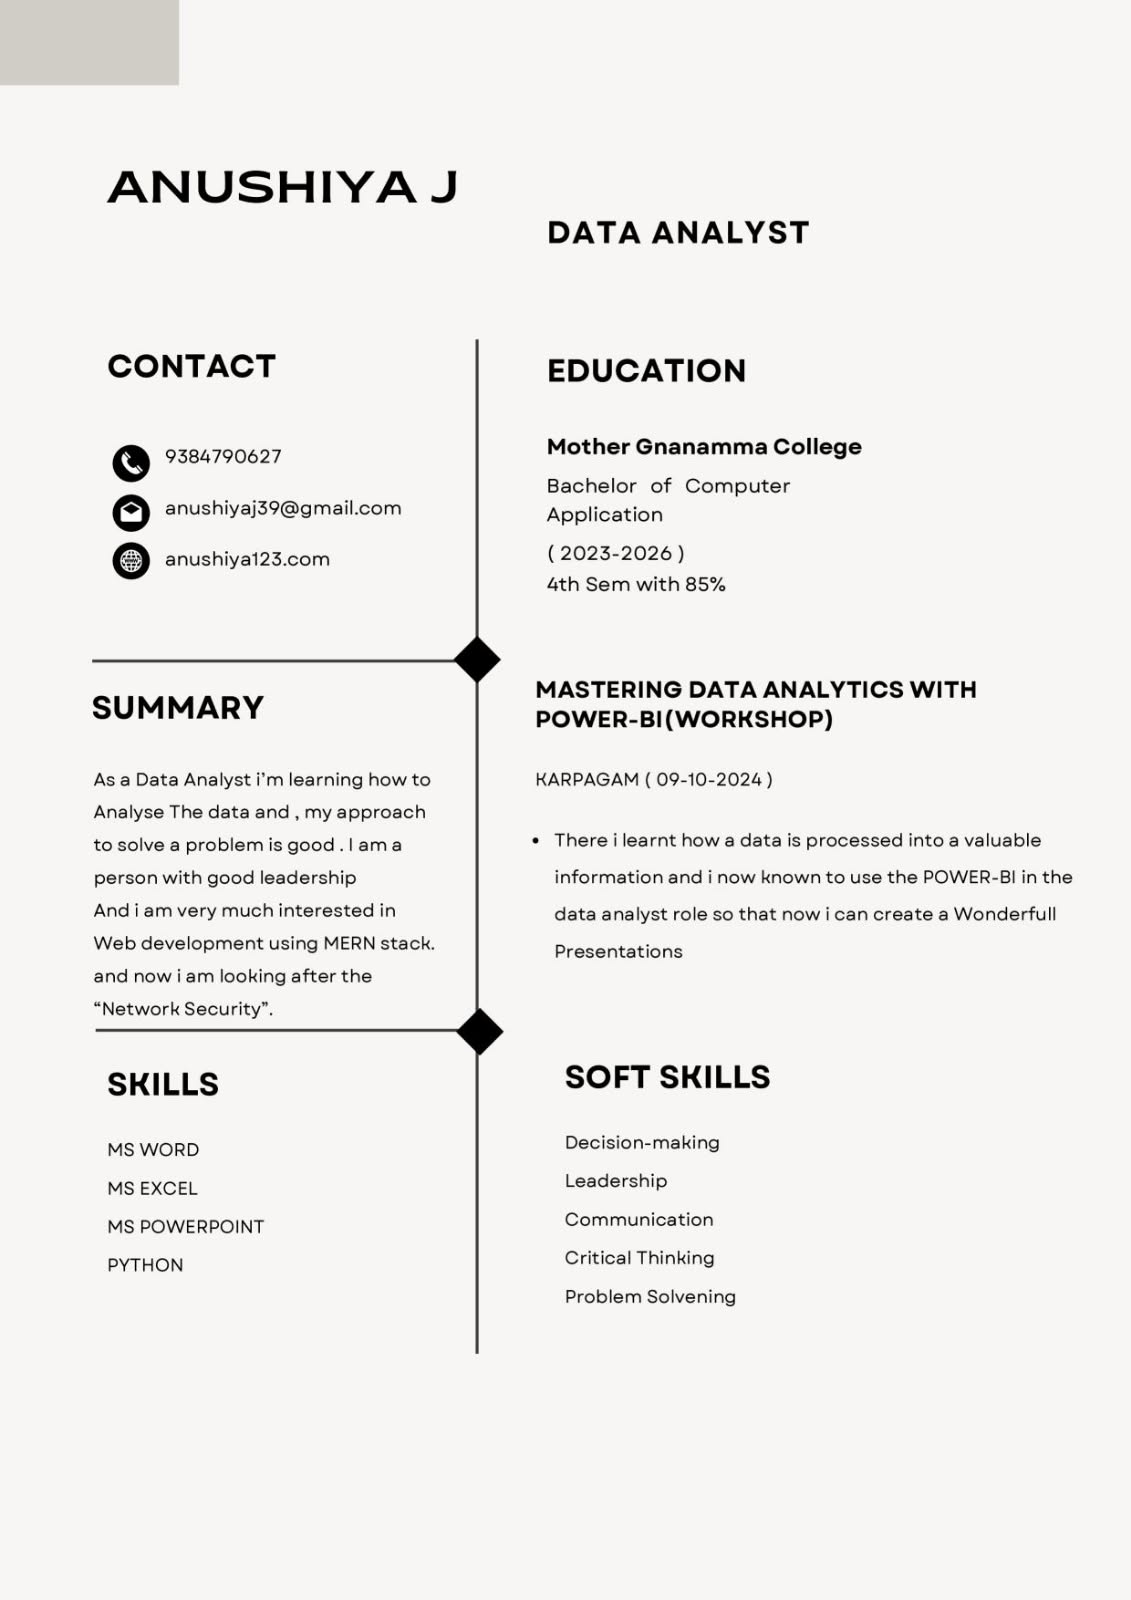 ANUSHIYA J
DATA ANALYST
CONTACT
9384790627
anushiyaj39@gmail.com
anushiya123.com
EDUCATION
Mother Gnanamma College
Bachelor of Computer
Application
( 2023-2026 )
4th Sem with 85%
SUMMARY
As a Data Analyst i'm learning how to
Analyse The data and , my approach
to solve a problem is good . I am a
person with good leadership
And i am very much interested in
Web development using MERN stack.
and now i am looking after the
“Network Security”.
MASTERING DATA ANALYTICS WITH
POWER-BI(WORKSHOP)
KARPAGAM ( 09-10-2024 )
• There i learnt how a data is processed into a valuable
information and i now known to use the POWER-BI in the
data analyst role so that now i can create a Wonderfull
Presentations
SKILLS
MS WORD
MS EXCEL
MS POWERPOINT
PYTHON
SOFT SKILLS
Decision-making
Leadership
Communication
Critical Thinking
Problem Solvening